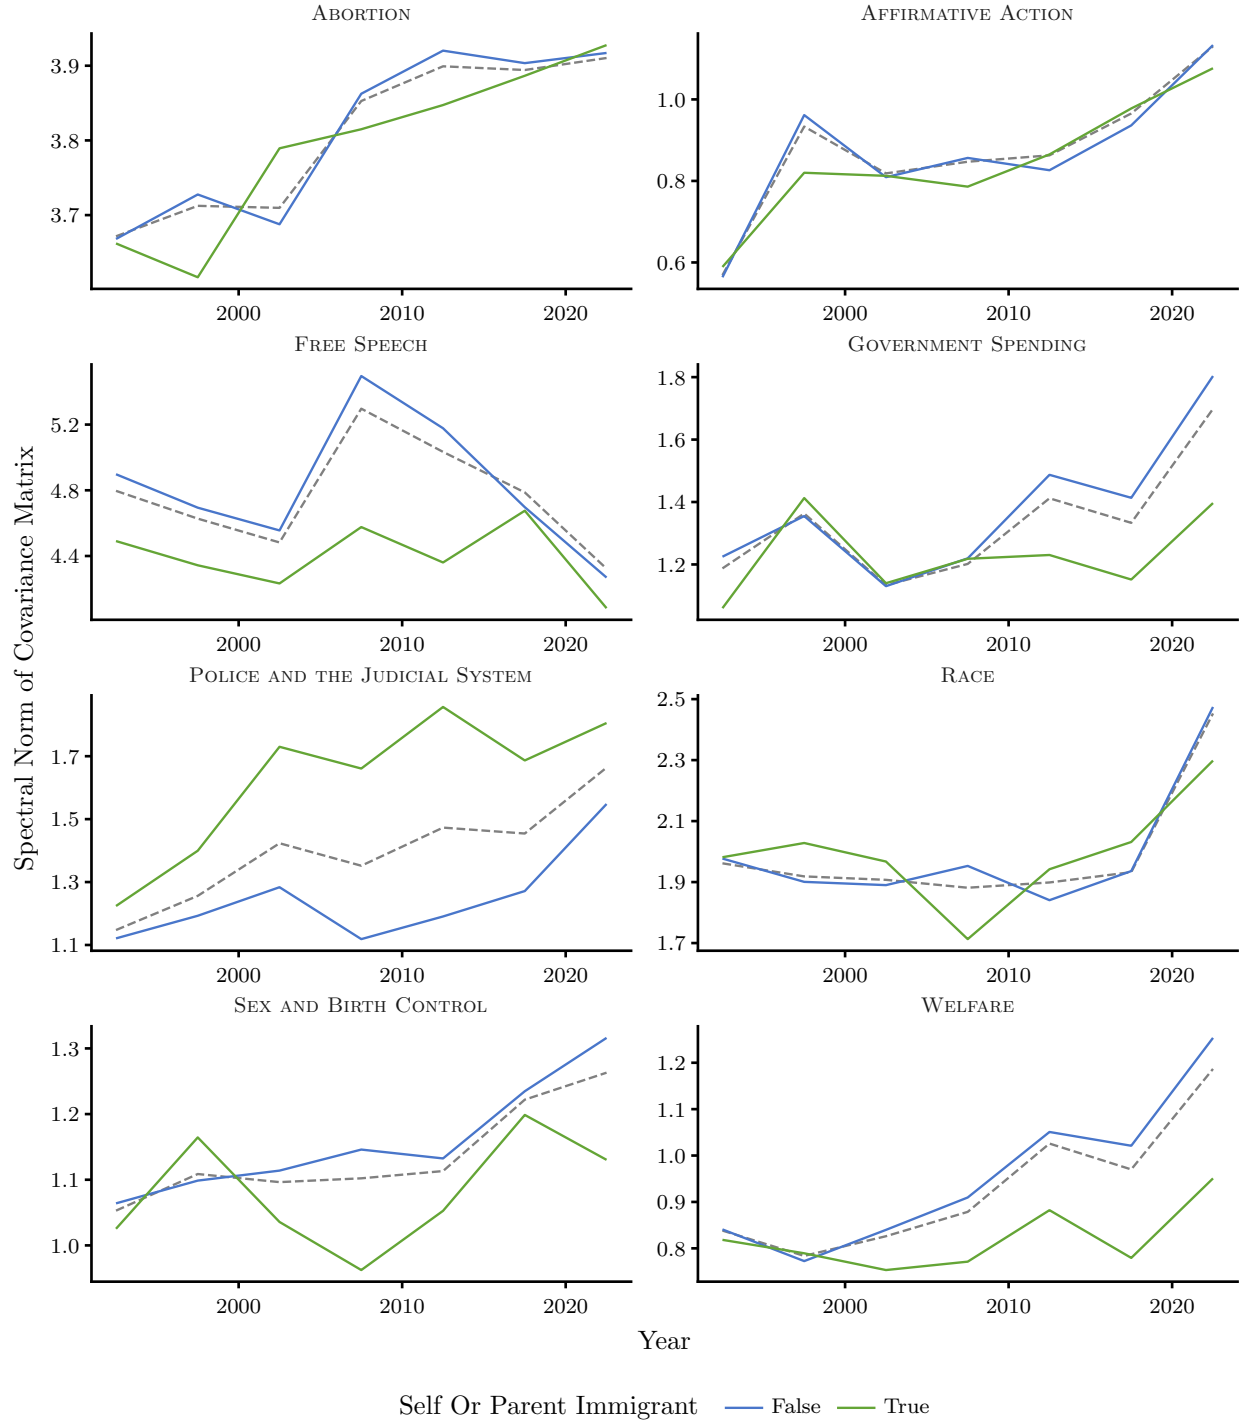 Abortion
Affirmative Action
3.9
3.8
3.7
2000 2010 2020
1.0
0.8
0.6
2000 2010 2020
Free Speech
Government Spending
5.2
4.8
4.4
2000 2010 2020
1.8
1.6
1.4
1.2
2000 2010 2020
Spectral Norm of Covariance Matrix
Police and the Judicial System
Race
1.7
1.5
1.3
1.1
2000 2010 2020
2.5
2.3
2.1
1.9
1.7
2000 2010 2020
Sex and Birth Control
Welfare
1.3
1.2
1.1
1.0
2000 2010 2020
1.2
1.1
1.0
0.9
0.8
2000 2010 2020
Year
Self Or Parent Immigrant False True